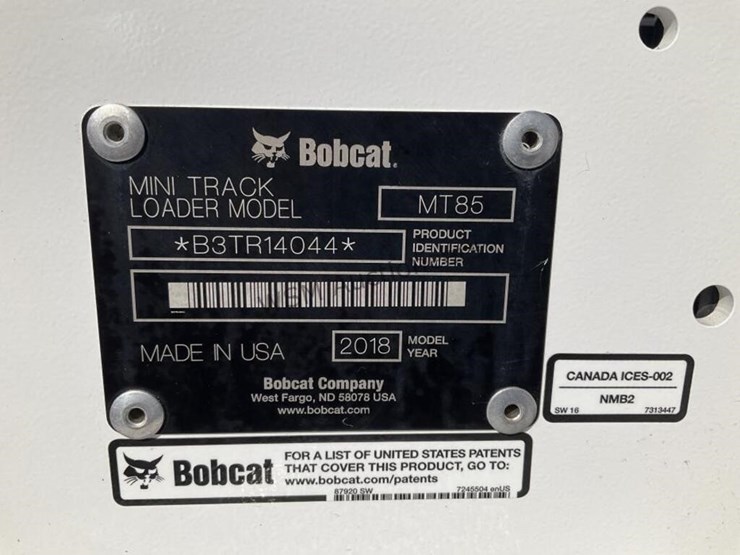 Bobcat.
MINI TRACK
LOADER MODEL MT85
*B3TR14044*
PRODUCT
IDENTIFICATION
NUMBER
MADE IN USA
2018
MODEL
YEAR
Bobcat Company
West Fargo, ND 58078 USA
www.bobcat.com
CANADA ICES-002
NMB2
SW 16 7313447
Bobcat
FOR A LIST OF UNITED STATES PATENTS
THAT COVER THIS PRODUCT, GO TO:
www.bobcat.com/patents
87920 SW 7245504 enUS